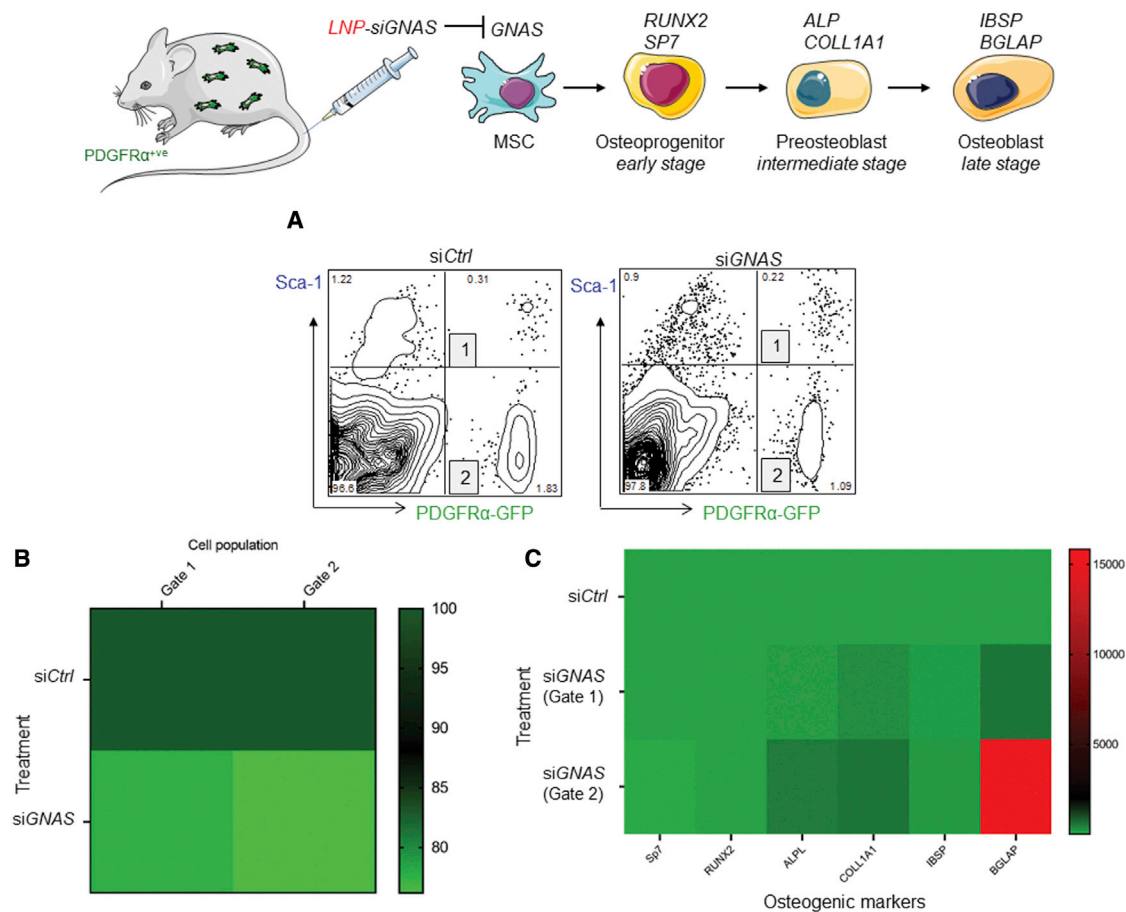 LNP-siGNAS
GNAS
RUNX2
SP7
ALP
COLL1A1
IBSP
BGLAP
PDGFRα+ve
MSC
Osteoprogenitor
early stage
Preosteoblast
intermediate stage
Osteoblast
late stage
A
siCtrl
siGNAS
Sca-1
1.22
0.31
1
96.6
2
1.83
PDGFRα-GFP
Sca-1
0.9
0.22
1
97.8
2
1.09
PDGFRα-GFP
B
Cell population
Gate 1
Gate 2
Treatment
siCtrl
siGNAS
100
95
90
85
80
C
Treatment
siCtrl
siGNAS
(Gate 1)
siGNAS
(Gate 2)
15000
10000
5000
Sp7
RUNX2
ALPL
COLL1A1
IBSP
BGLAP
Osteogenic markers